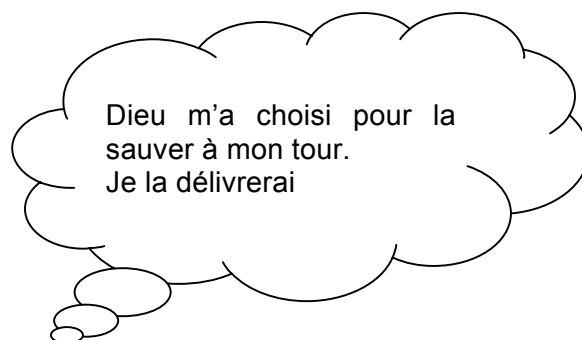 Dieu m’a choisi pour la
sauver à mon tour.
Je la délivrerai